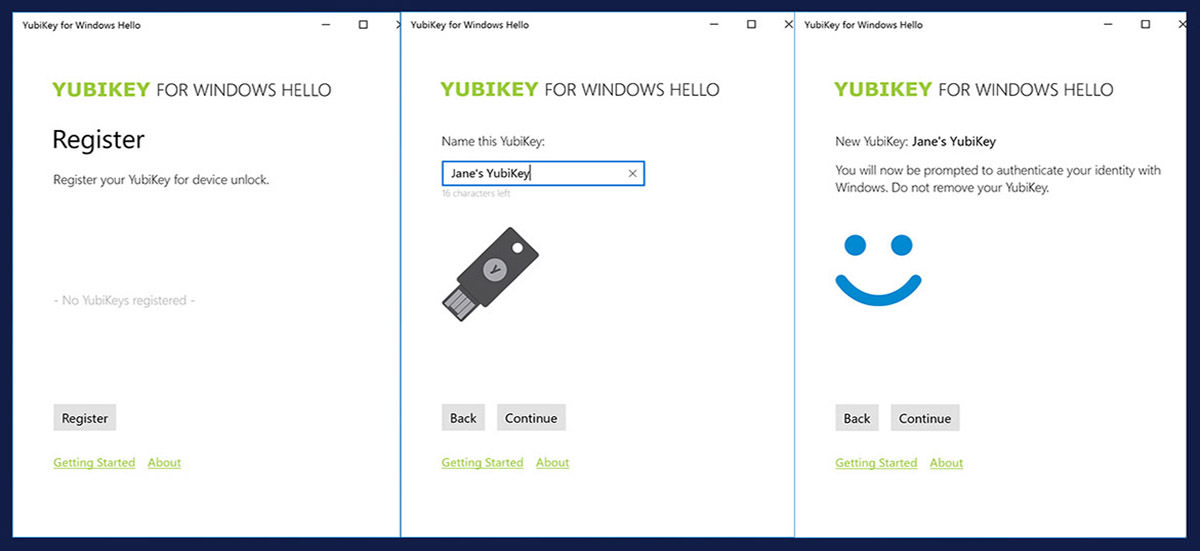 YubiKey for Windows Hello
YUBIKEY FOR WINDOWS HELLO
Register
Register your YubiKey for device unlock.
- No YubiKeys registered -
Register
Getting Started About
YubiKey for Windows Hello
YUBIKEY FOR WINDOWS HELLO
Name this YubiKey:
Jane's YubiKey
16 characters left
Y
Back Continue
Getting Started About
YubiKey for Windows Hello
YUBIKEY FOR WINDOWS HELLO
New YubiKey: Jane's YubiKey
You will now be prompted to authenticate your identity with
Windows. Do not remove your YubiKey.
Back Continue
Getting Started About